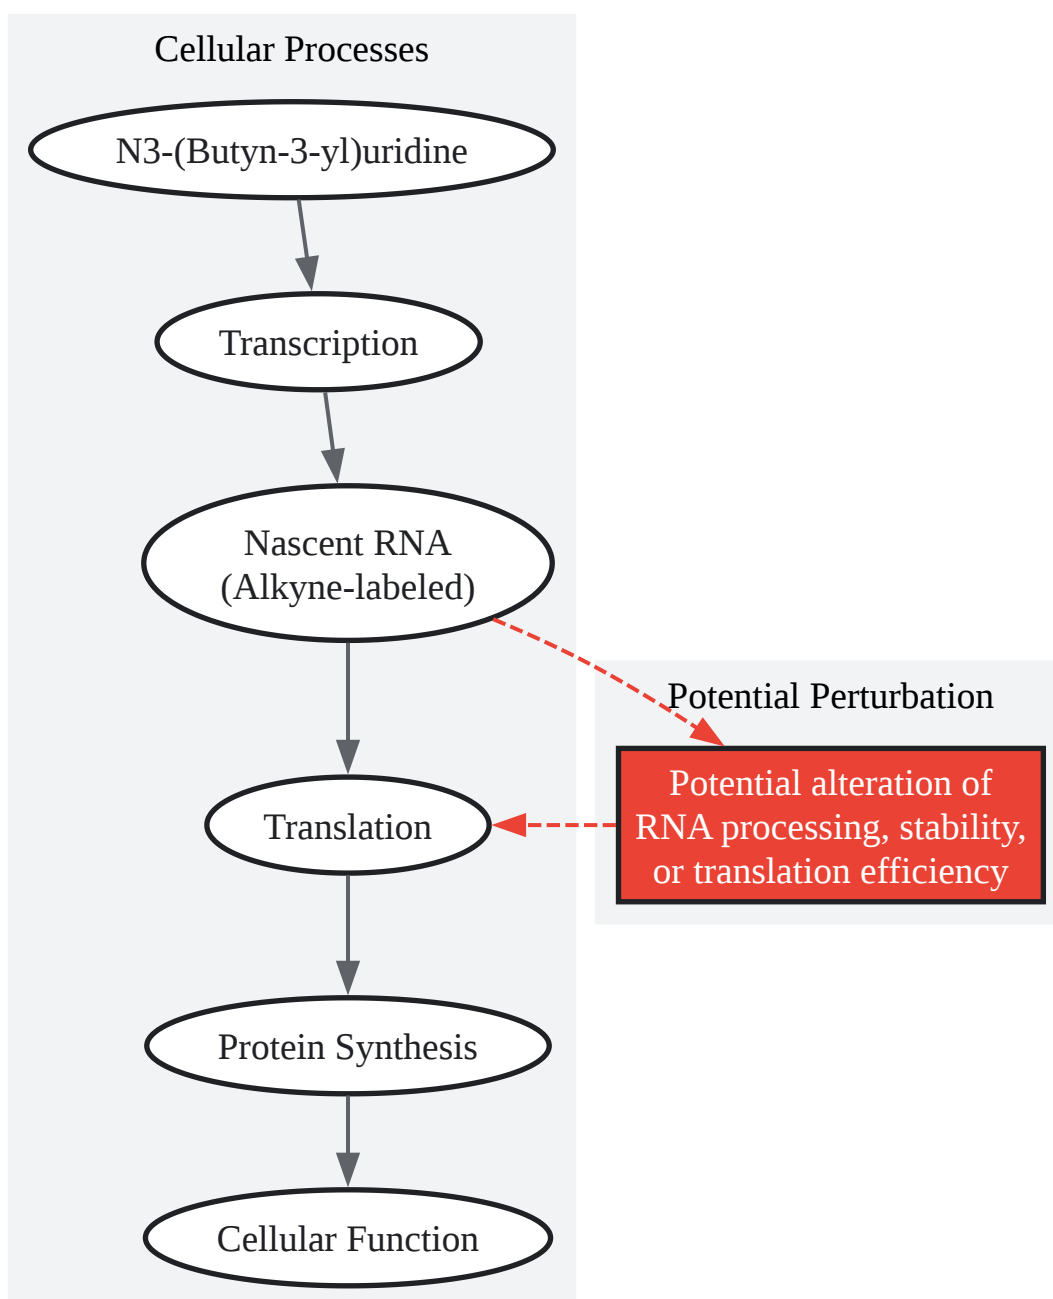 Cellular Processes
N3-(Butyn-3-yl)uridine
Transcription
Nascent RNA
(Alkyne-labeled)
Potential Perturbation
Potential alteration of
RNA processing, stability,
or translation efficiency
Translation
Protein Synthesis
Cellular Function